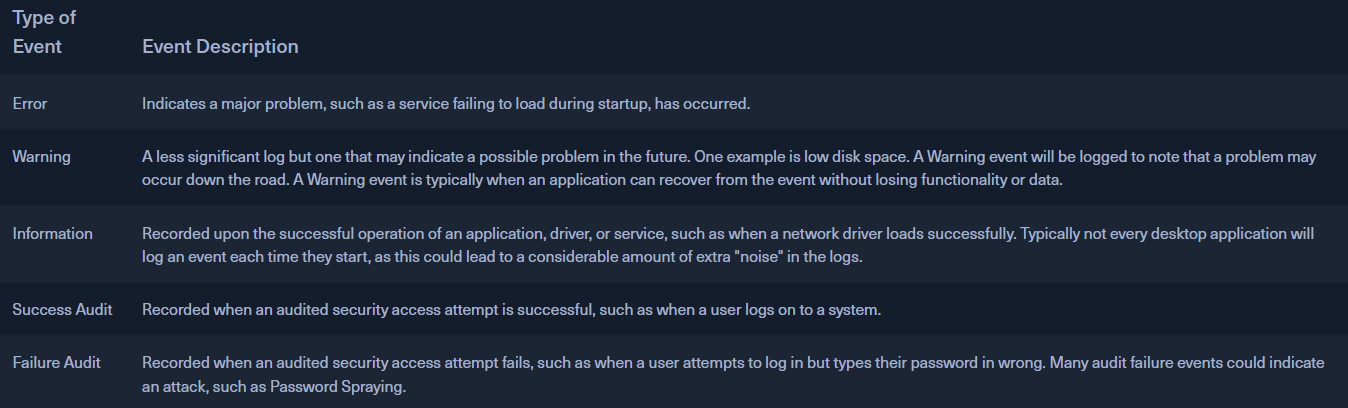 Type of
Event Event Description
Error Indicates a major problem, such as a service failing to load during startup, has occurred.
Warning A less significant log but one that may indicate a possible problem in the future. One example is low disk space. A Warning event will be logged to note that a problem may
occur down the road. A Warning event is typically when an application can recover from the event without losing functionality or data.
Information Recorded upon the successful operation of an application, driver, or service, such as when a network driver loads successfully. Typically not every desktop application will
log an event each time they start, as this could lead to a considerable amount of extra "noise" in the logs.
Success Audit Recorded when an audited security access attempt is successful, such as when a user logs on to a system.
Failure Audit Recorded when an audited security access attempt fails, such as when a user attempts to log in but types their password in wrong. Many audit failure events could indicate
an attack, such as Password Spraying.